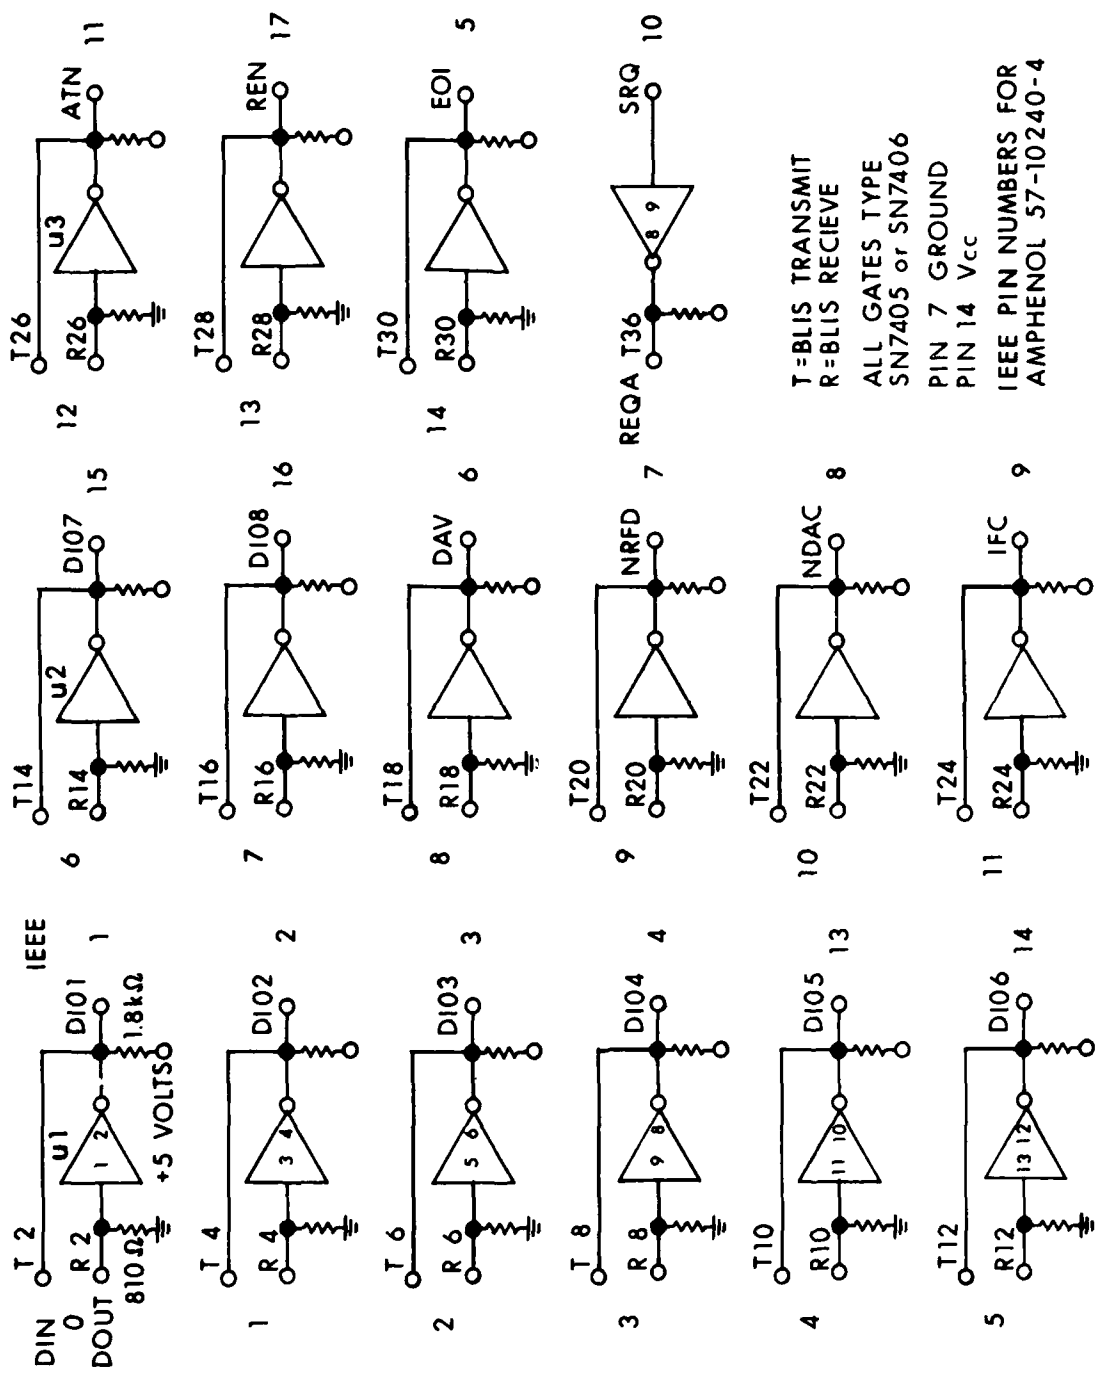 DIN
0
DOUT
T 2
R 2
810Ω
u1
1 2
+5 VOLTS
1.8kΩ
DIO1
IEEE
1
1
T 4
R 4
3 4
DIO2
2
2
T 6
R 6
5 6
DIO3
3
3
T 8
R 8
9 8
DIO4
4
4
T10
R10
11 10
DIO5
13
5
T12
R12
13 12
DIO6
14
6
T14
R14
u2
DIO7
15
7
T16
R16
DIO8
16
8
T18
R18
DAV
6
9
T20
R20
NRFD
7
10
T22
R22
NDAC
8
11
T24
R24
IFC
9
12
T26
R26
u3
ATN
11
13
T28
R28
REN
17
14
T30
R30
EOI
5
REQA T36
8 9
SRQ
10
T=BLIS TRANSMIT
R=BLIS RECIEVE
ALL GATES TYPE
SN7405 or SN7406
PIN 7 GROUND
PIN 14 Vcc
IEEE PIN NUMBERS FOR
AMPHENOL 57-10240-4